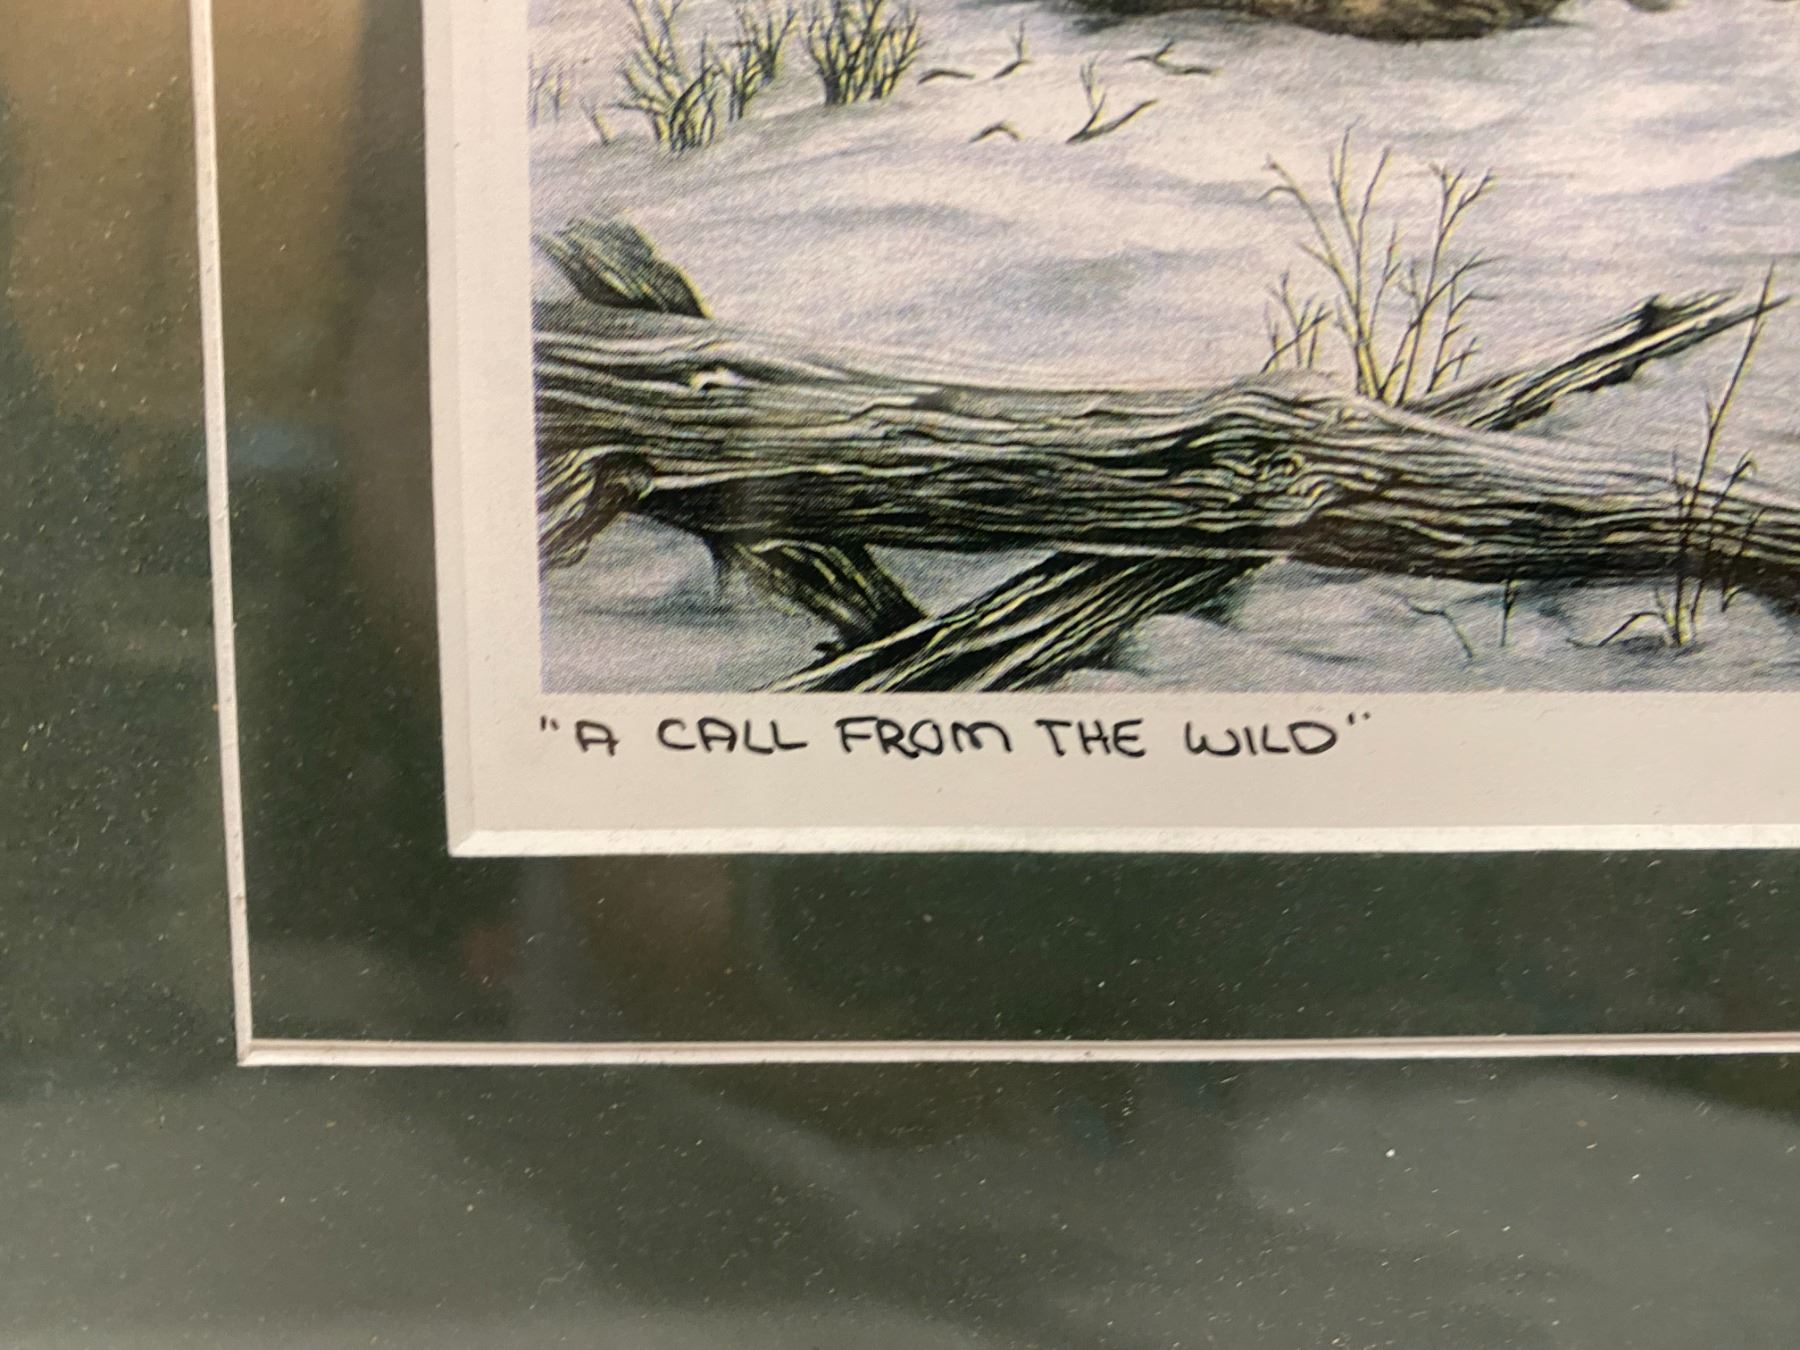 "A CALL FROM THE WILD"